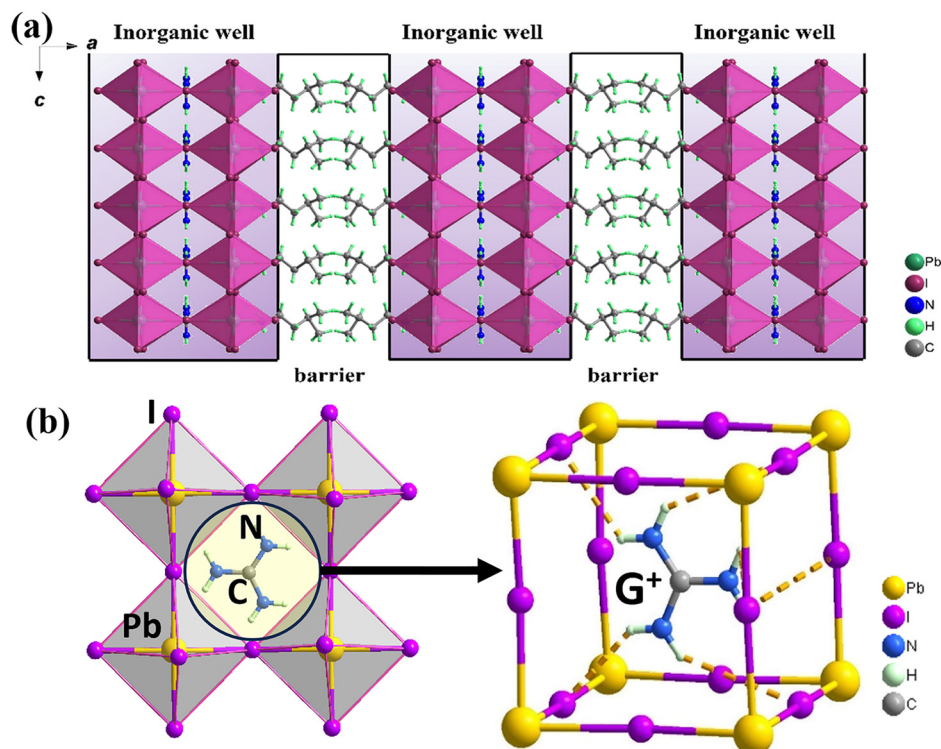 (a)
Inorganic well Inorganic well Inorganic well
a
c
Pb
I
N
H
C
barrier barrier
(b)
I
N
C
Pb
G+
Pb
I
N
H
C